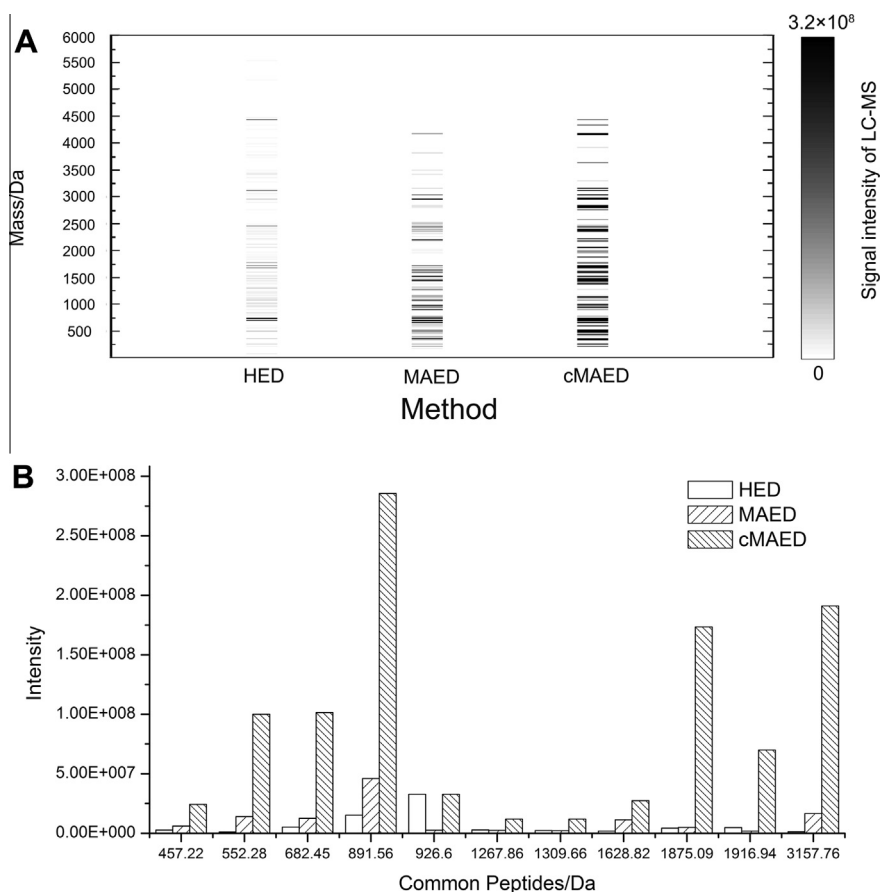 A
3.2×10⁸
6000
5500
5000
4500
4000
3500
3000
2500
2000
1500
1000
500
Mass/Da
HED MAED cMAED
Method
0
Signal intensity of LC-MS
B
3.00E+008
2.50E+008
2.00E+008
1.50E+008
1.00E+008
5.00E+007
0.00E+000
Intensity
HED
MAED
cMAED
457.22 552.28 682.45 891.56 926.6 1267.86 1309.66 1628.82 1875.09 1916.94 3157.76
Common Peptides/Da